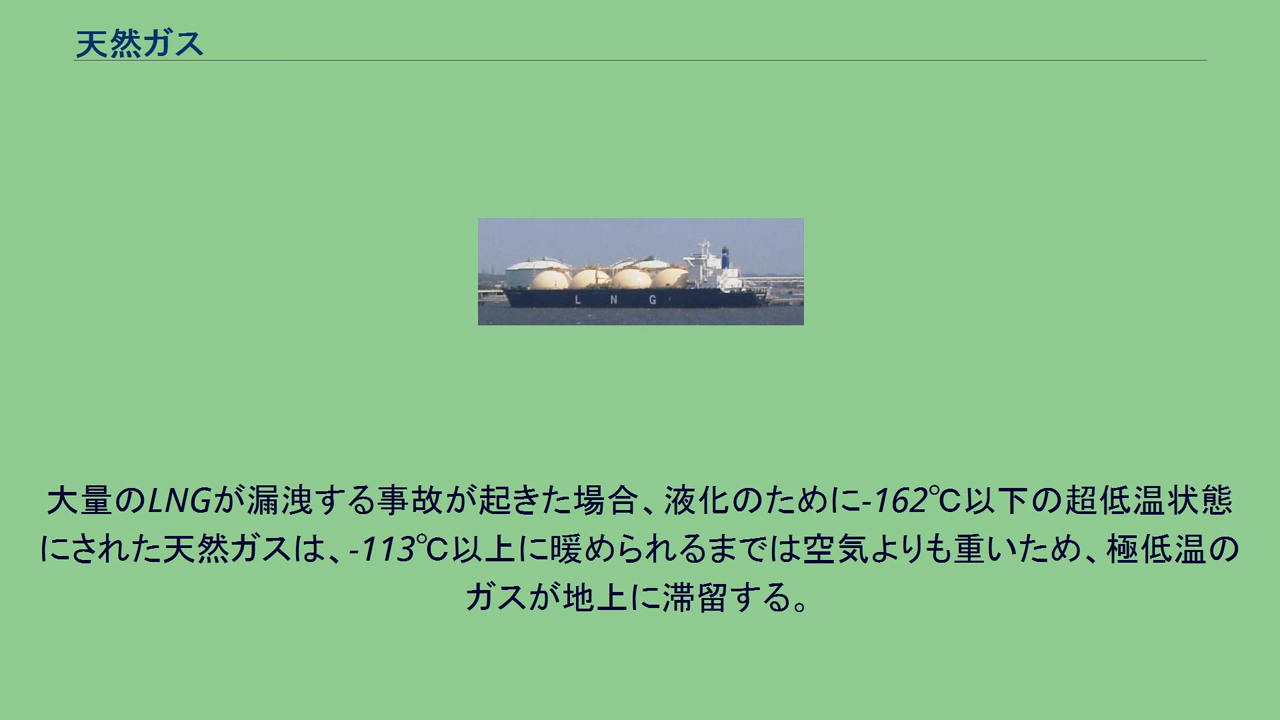 天然ガス
L N G
大量のLNGが漏洩する事故が起きた場合、液化のために-162℃以下の超低温状態
にされた天然ガスは、-113℃以上に暖められるまでは空気よりも重いため、極低温の
ガスが地上に滞留する。